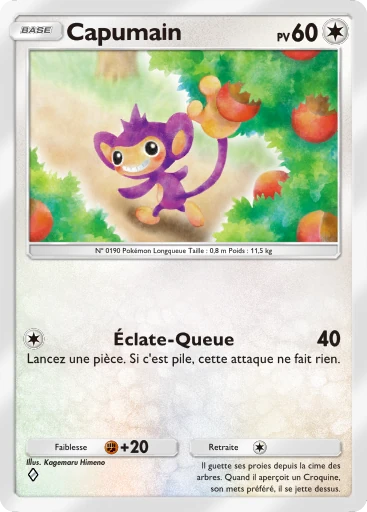 BASE Capumain PV 60
N° 0190 Pokémon Longqueue Taille : 0,8 m Poids : 11,5 kg
Éclate-Queue 40
Lancez une pièce. Si c'est pile, cette attaque ne fait rien.
Faiblesse +20 Retraite
Illus. Kagemaru Himeno
Il guette ses proies depuis la cime des
arbres. Quand il aperçoit un Croquine,
son mets préféré, il se jette dessus.